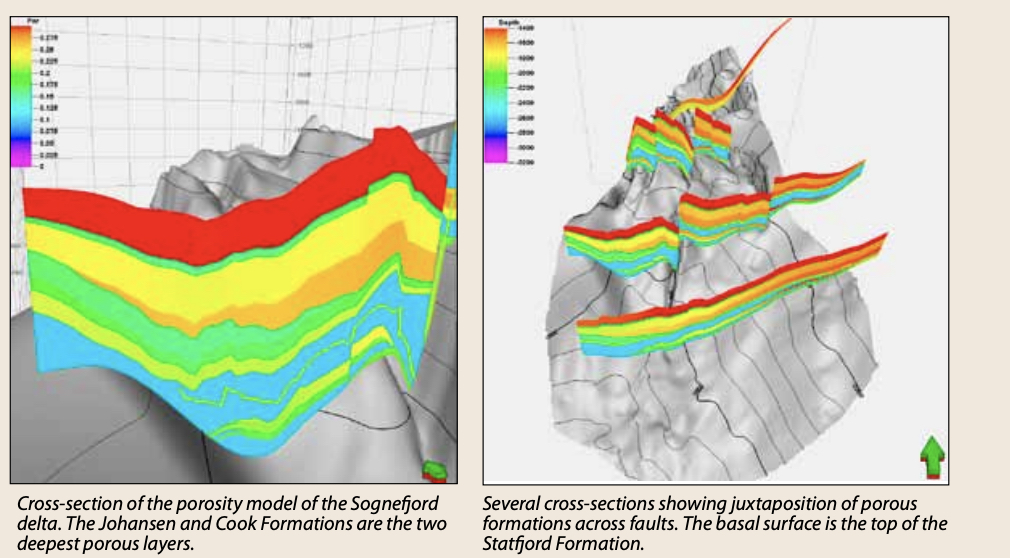 Por
0.275
0.25
0.225
0.2
0.175
0.15
0.125
0.1
0.075
0.05
0.025
0
Cross-section of the porosity model of the Sognefjord
delta. The Johansen and Cook Formations are the two
deepest porous layers.
Depth
-1400
-1600
-2000
-2400
-2600
-2800
-3200
Several cross-sections showing juxtaposition of porous
formations across faults. The basal surface is the top of the
Statfjord Formation.